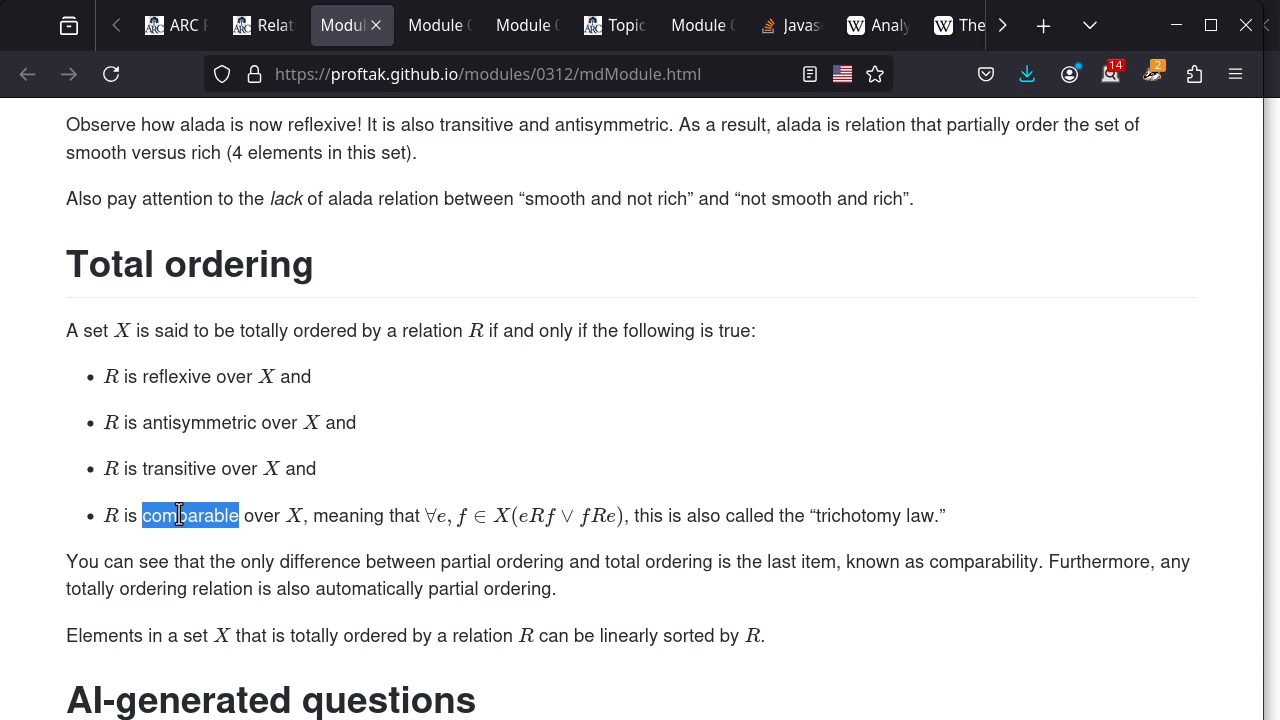 ARC
Relat
Modul
Module
Module
Topic
Module
Javas
Analy
The
https://proftak.github.io/modules/0312/mdModule.html
14
2
Observe how alada is now reflexive! It is also transitive and antisymmetric. As a result, alada is relation that partially order the set of
smooth versus rich (4 elements in this set).
Also pay attention to the lack of alada relation between “smooth and not rich” and “not smooth and rich”.
Total ordering
A set X is said to be totally ordered by a relation R if and only if the following is true:
• R is reflexive over X and
• R is antisymmetric over X and
• R is transitive over X and
• R is comparable over X, meaning that ∀e, f ∈ X(eRf ∨ fRe), this is also called the “trichotomy law.”
You can see that the only difference between partial ordering and total ordering is the last item, known as comparability. Furthermore, any
totally ordering relation is also automatically partial ordering.
Elements in a set X that is totally ordered by a relation R can be linearly sorted by R.
AI-generated questions